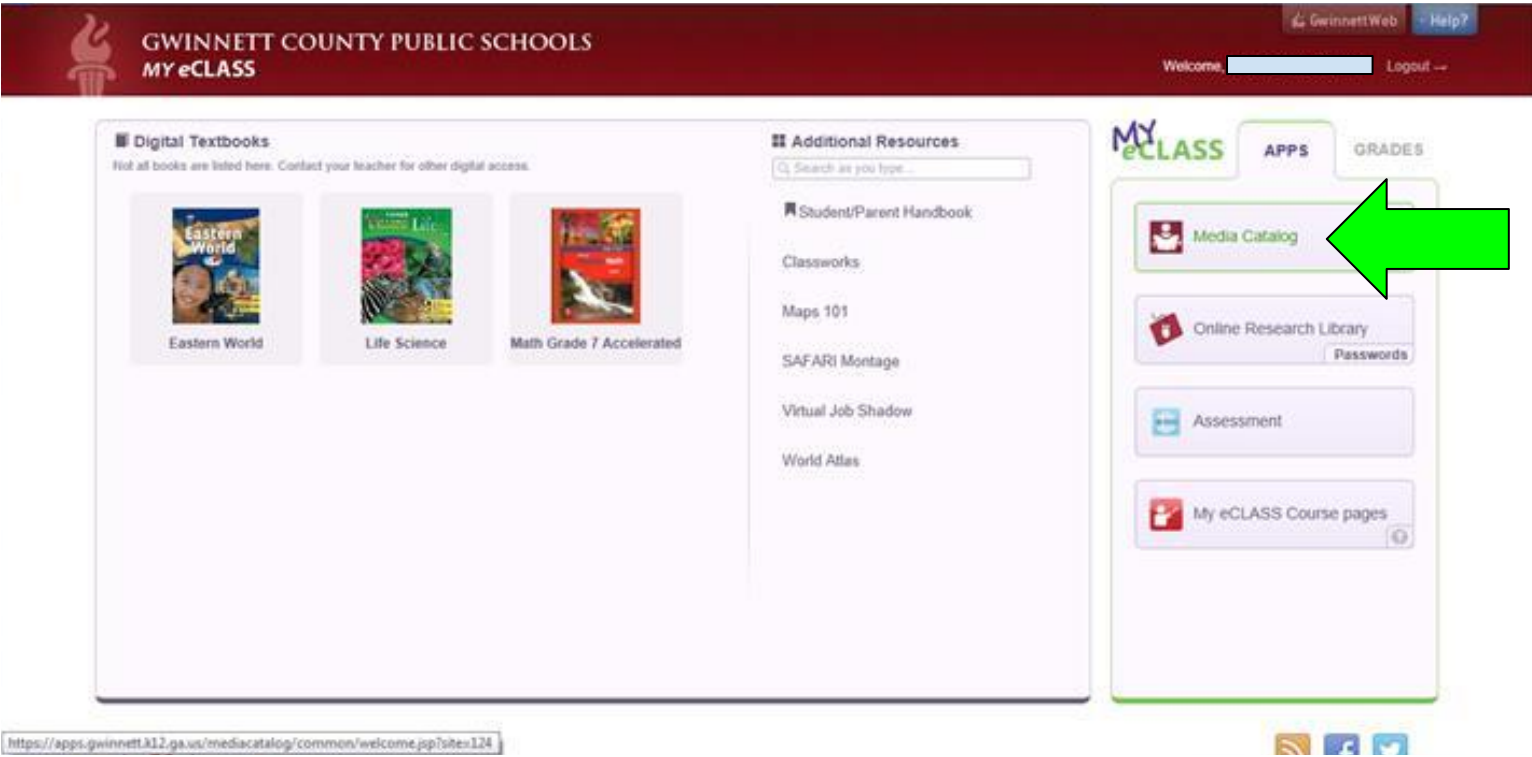 GWINNETT COUNTY PUBLIC SCHOOLS
MY eCLASS
GwinnettWeb
Help?
Welcome,
Logout →
Digital Textbooks
Not all books are listed here. Contact your teacher for other digital access.
Eastern World
Life
Math
Eastern World
Life Science
Math Grade 7 Accelerated
Additional Resources
Search as you type...
Student/Parent Handbook
Classworks
Maps 101
SAFARI Montage
Virtual Job Shadow
World Atlas
MY eCLASS
APPS
GRADES
Media Catalog
Online Research Library
Passwords
Assessment
My eCLASS Course pages
https://apps.gwinnett.k12.ga.us/mediacatalog/common/welcome.jsp?site=124